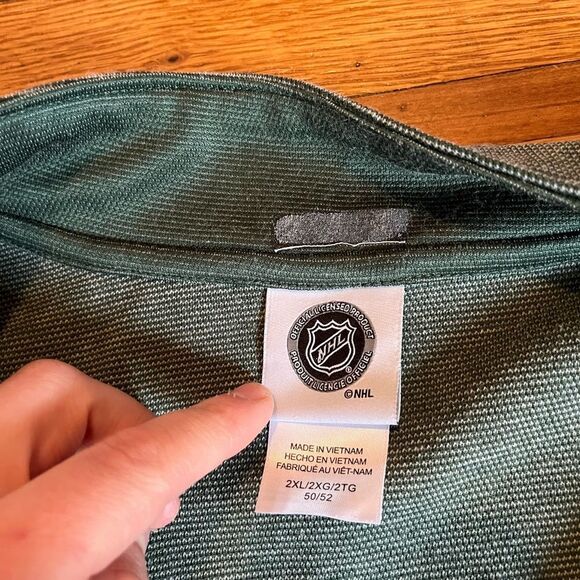 OFFICIAL LICENSED PRODUCT
NHL
®
PRODUIT LICENCIÉ OFFICIEL
©NHL
MADE IN VIETNAM
HECHO EN VIETNAM
FABRIQUÉ AU VIÊT-NAM
2XL/2XG/2TG
50/52